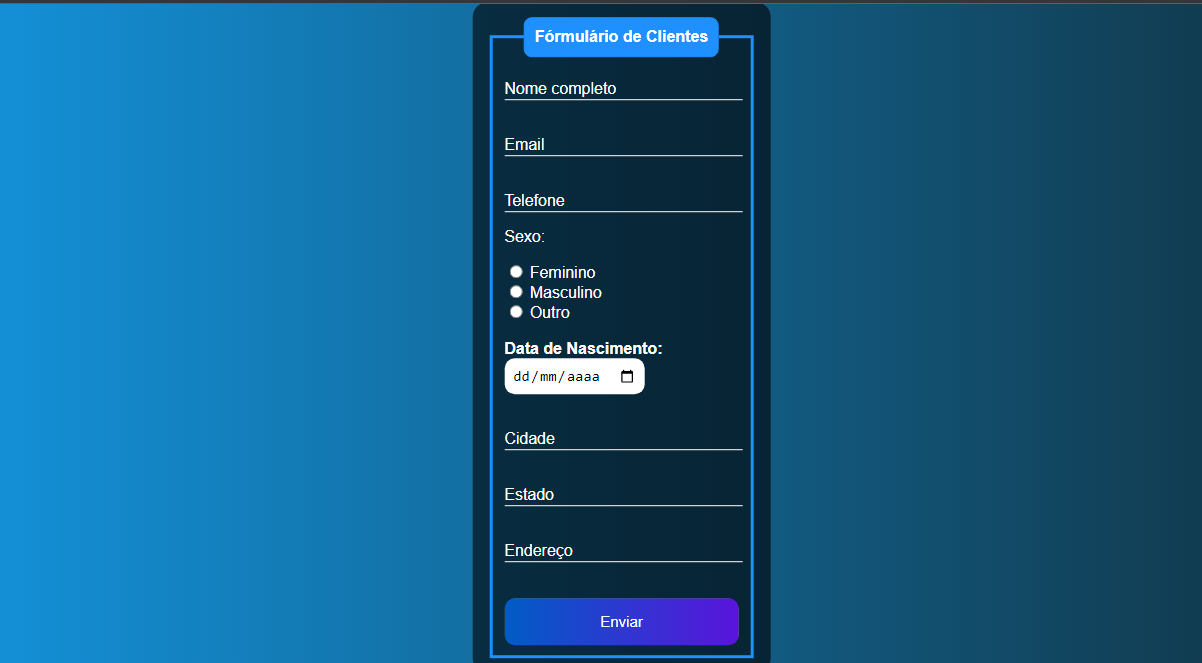 Fórmulário de Clientes
Nome completo
Email
Telefone
Sexo:
Feminino
Masculino
Outro
Data de Nascimento:
dd/mm/aaaa
Cidade
Estado
Endereço
Enviar